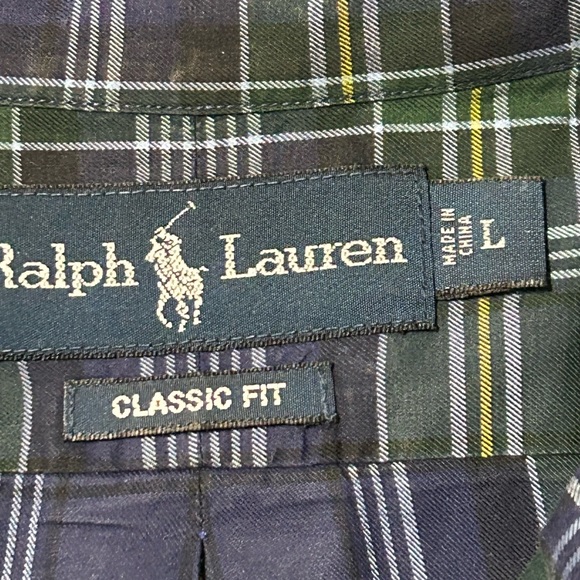 Ralph Lauren
MADE IN
CHINA
L
CLASSIC FIT